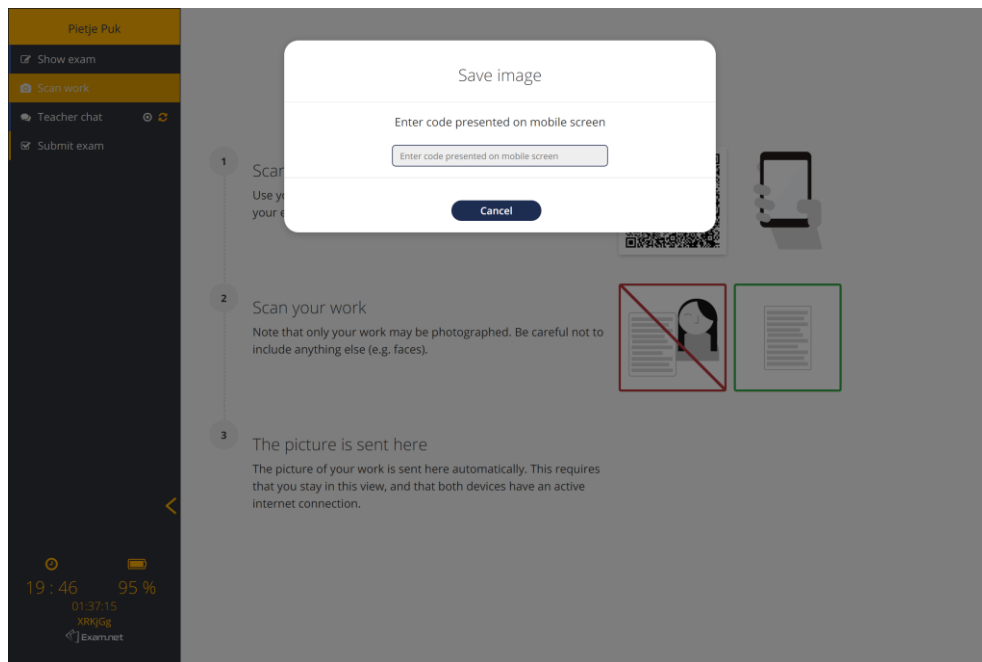 Pietje Puk
Show exam
Scan work
Teacher chat
Submit exam
Save image
Enter code presented on mobile screen
Enter code presented on mobile screen
Cancel
1
Scan
Use
your
2
Scan your work
Note that only your work may be photographed. Be careful not to
include anything else (e.g. faces).
3
The picture is sent here
The picture of your work is sent here automatically. This requires
that you stay in this view, and that both devices have an active
internet connection.
19 : 46 95 %
01:37:15
XRKjGg
Exam.net